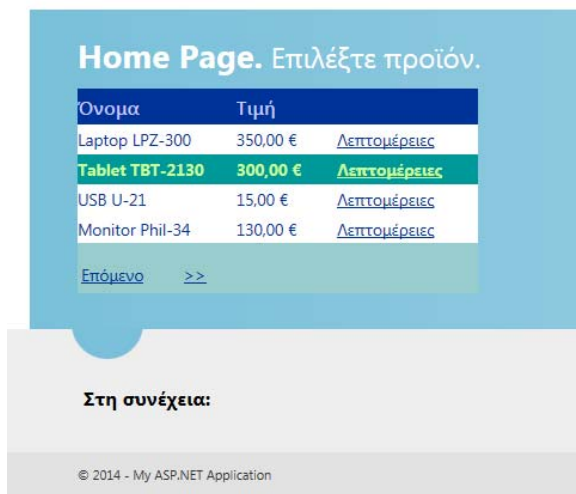 Home Page. Επιλέξτε προϊόν.
Όνομα Τιμή
Laptop LPZ-300 350,00 € Λεπτομέρειες
Tablet TBT-2130 300,00 € Λεπτομέρειες
USB U-21 15,00 € Λεπτομέρειες
Monitor Phil-34 130,00 € Λεπτομέρειες
Επόμενο >>
Στη συνέχεια:
© 2014 - My ASP.NET Application